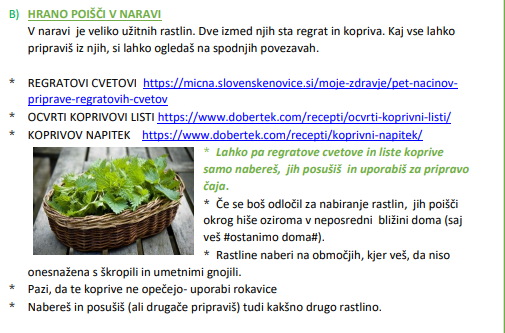 B) HRANO POIŠČI V NARAVI
V naravi je veliko užitnih rastlin. Dve izmed njih sta regrat in kopriva. Kaj vse lahko
pripraviš iz njih, si lahko ogledaš na spodnjih povezavah.
* REGRATOVI CVETOVI https://micna.slovenskenovice.si/moje-zdravje/pet-nacinov-
priprave-regratovih-cvetov
* OCVRTI KOPRIVOVI LISTI https://www.dobertek.com/recepti/ocvrti-koprivni-listi/
* KOPRIVOV NAPITEK https://www.dobertek.com/recepti/koprivni-napitek/
* Lahko pa regratove cvetove in liste koprive
samo nabereš, jih posušiš in uporabiš za pripravo
čaja.
* Če se boš odločil za nabiranje rastlin, jih poišči
okrog hiše oziroma v neposredni bližini doma (saj
veš #ostanimo doma#).
* Rastline naberi na območjih, kjer veš, da niso
onesnažena s škropili in umetnimi gnojili.
* Pazi, da te koprive ne opečejo- uporabi rokavice
* Nabereš in posušiš (ali drugače pripraviš) tudi kakšno drugo rastlino.